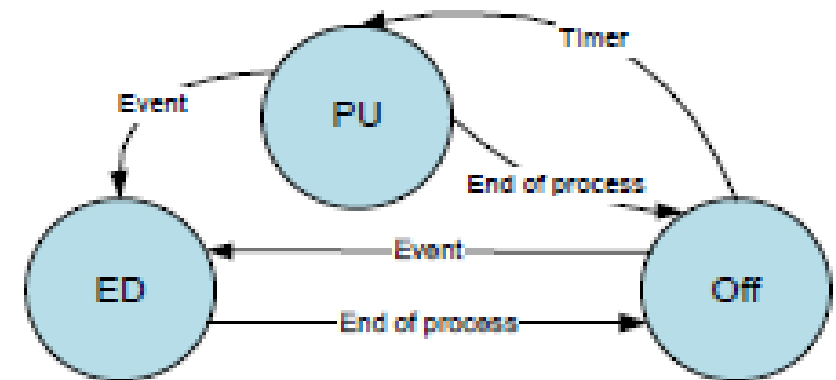 Timer
Event
PU
End of process
Event
ED
Off
End of process